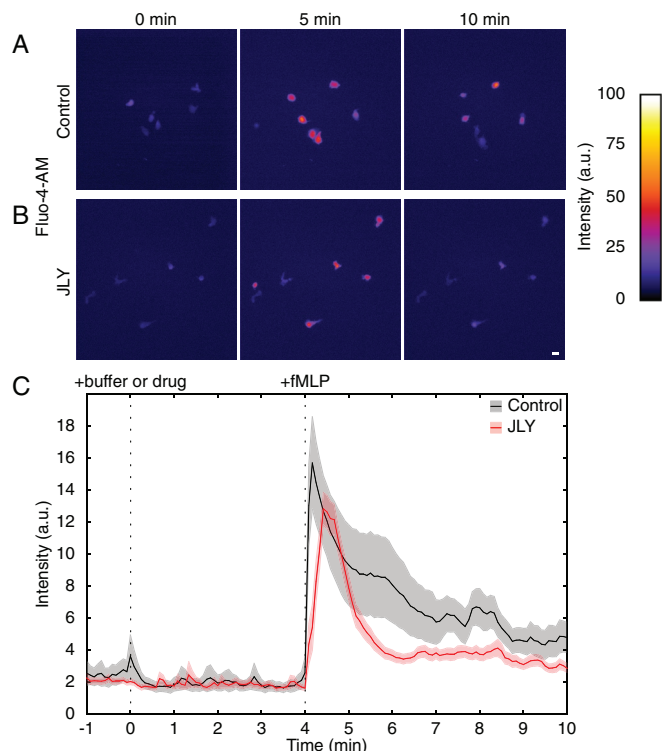 0 min 5 min 10 min
A
Control
Fluo-4-AM
B
JLY
100
75
50
25
0
Intensity (a.u.)
C
+buffer or drug +fMLP
Control
JLY
18
16
14
12
10
8
6
4
2
0
Intensity (a.u.)
-1 0 1 2 3 4 5 6 7 8 9 10
Time (min)